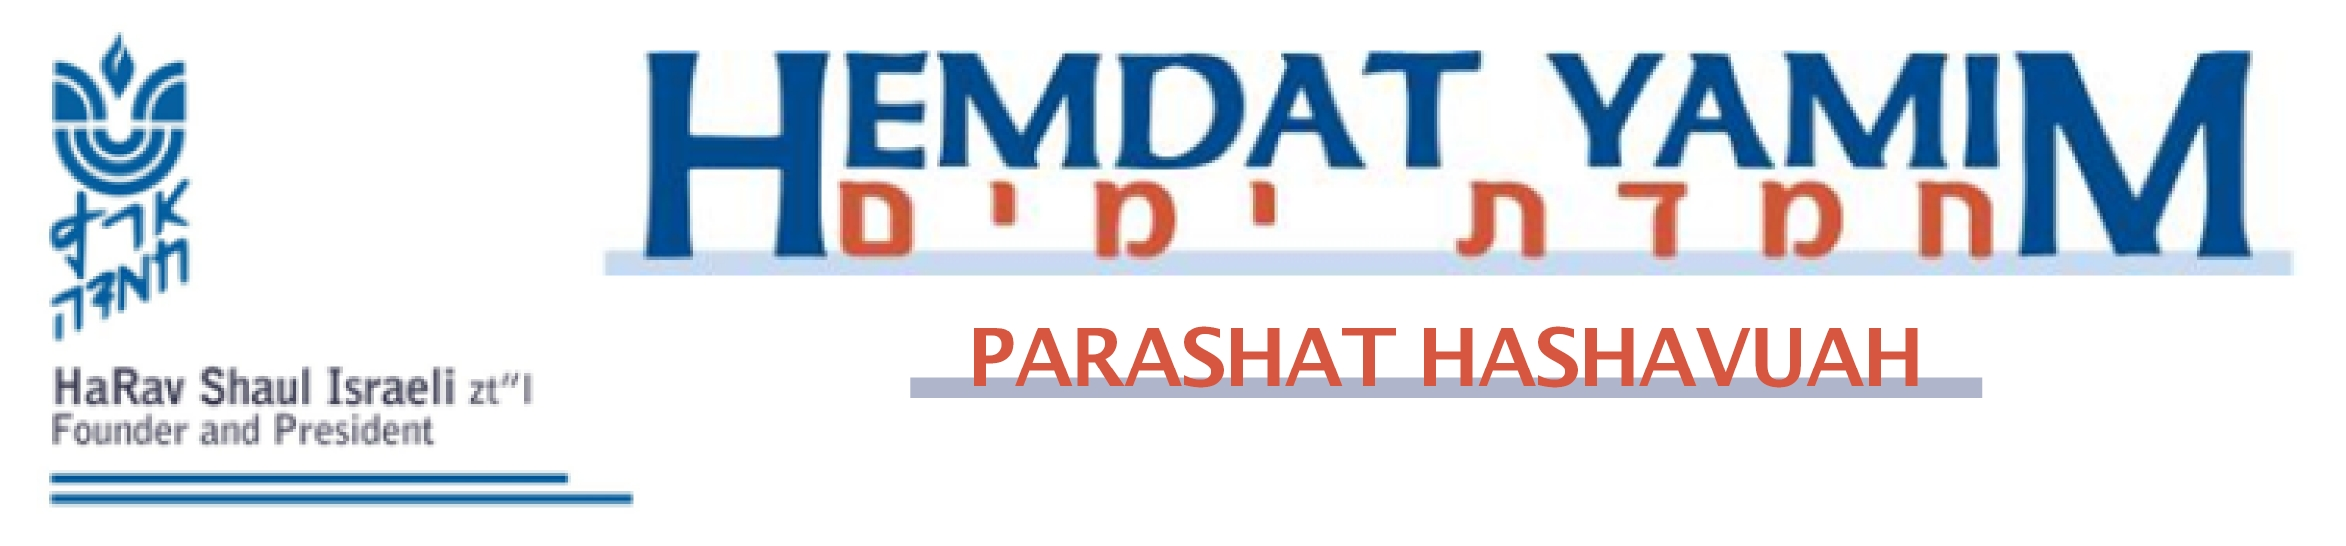 ארץ
חמדה
HaRav Shaul Israeli zt"l
Founder and President
HEMDAT YAMIM
חמדת ימים
PARASHAT HASHAVUAH